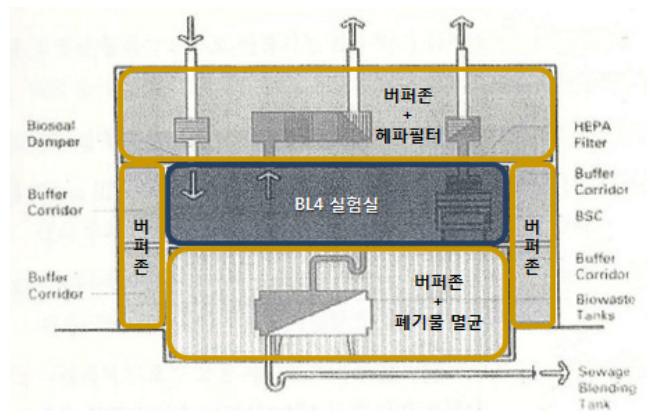 버퍼존
+
헤파필터
Bioseal
Damper
HEPA
Filter
Buffer
Corridor
Buffer
Corridor
BL4 실험실
BSC
버퍼존
버퍼존
Buffer
Corridor
Buffer
Corridor
버퍼존
+
폐기물 멸균
Biowaste
Tanks
Sewage
Blending
Tank